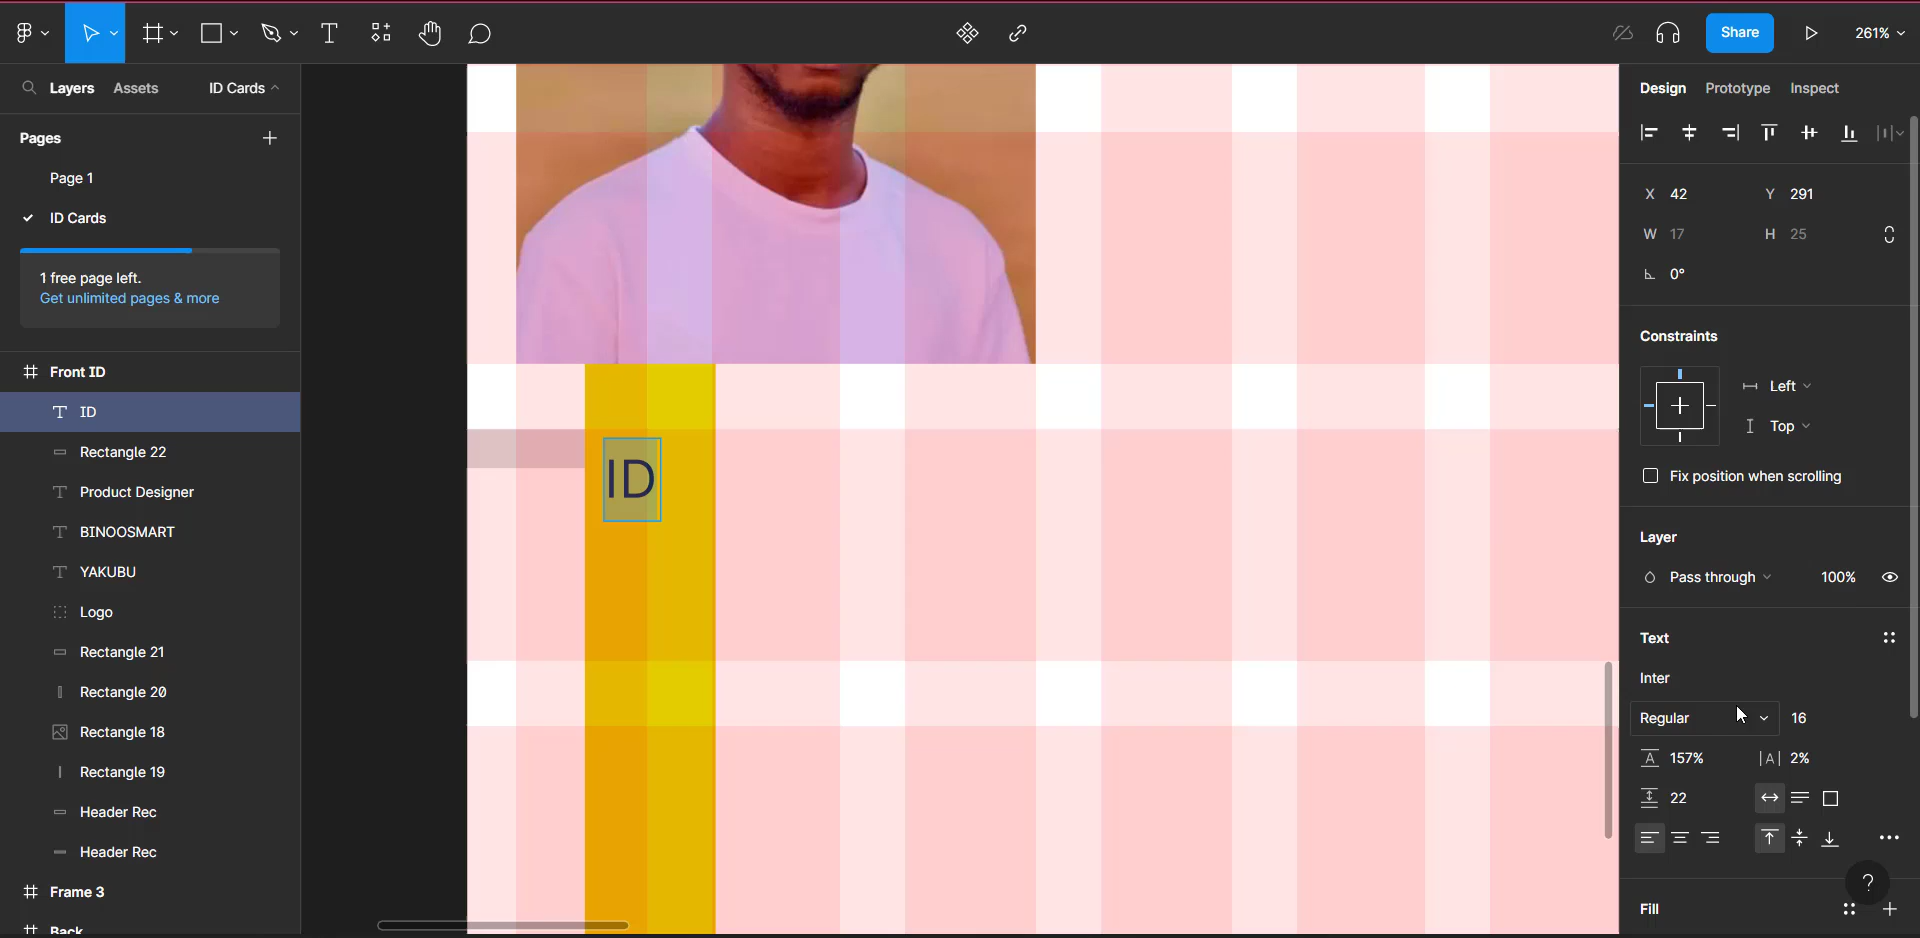 Share
261%
Layers
Assets
ID Cards
Pages
Page 1
ID Cards
1 free page left.
Get unlimited pages & more
Front ID
ID
Rectangle 22
Product Designer
BINOOSMART
YAKUBU
Logo
Rectangle 21
Rectangle 20
Rectangle 18
Rectangle 19
Header Rec
Header Rec
Frame 3
Back
ID
Design
Prototype
Inspect
X 42
Y 291
W 17
H 25
0°
Constraints
Left
Top
Fix position when scrolling
Layer
Pass through
100%
Text
Inter
Regular
16
A 157%
|A| 2%
22
Fill
?